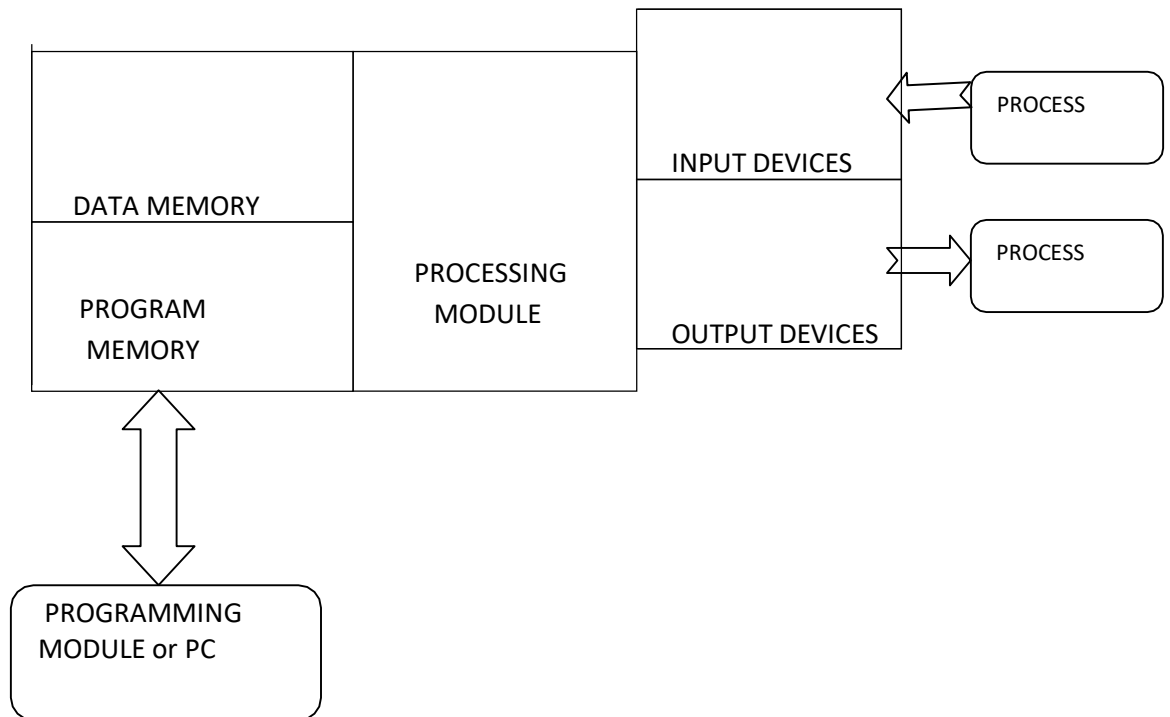 DATA MEMORY
PROGRAM
MEMORY
PROCESSING
MODULE
INPUT DEVICES
OUTPUT DEVICES
PROCESS
PROCESS
PROGRAMMING
MODULE or PC